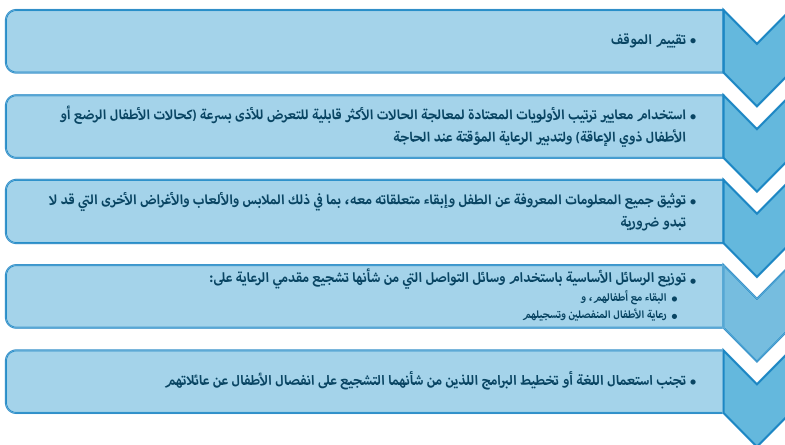 • تقييم الموقف
• استخدام معايير ترتيب الأولويات المعتادة لمعالجة الحالات الأكثر قابلية للتعرض للأذى بسرعة (كحالات الأطفال الرضع أو
الأطفال ذوي الإعاقة) ولتدبير الرعاية المؤقتة عند الحاجة
• توثيق جميع المعلومات المعروفة عن الطفل وإبقاء متعلقاته معه، بما في ذلك الملابس والألعاب والأغراض الأخرى التي قد لا
تبدو ضرورية
• توزيع الرسائل الأساسية باستخدام وسائل التواصل التي من شأنها تشجيع مقدمي الرعاية على:
• البقاء مع أطفالهم، و
• رعاية الأطفال المنفصلين وتسجيلهم
• تجنب استعمال اللغة أو تخطيط البرامج اللذين من شأنهما التشجيع على انفصال الأطفال عن عائلاتهم